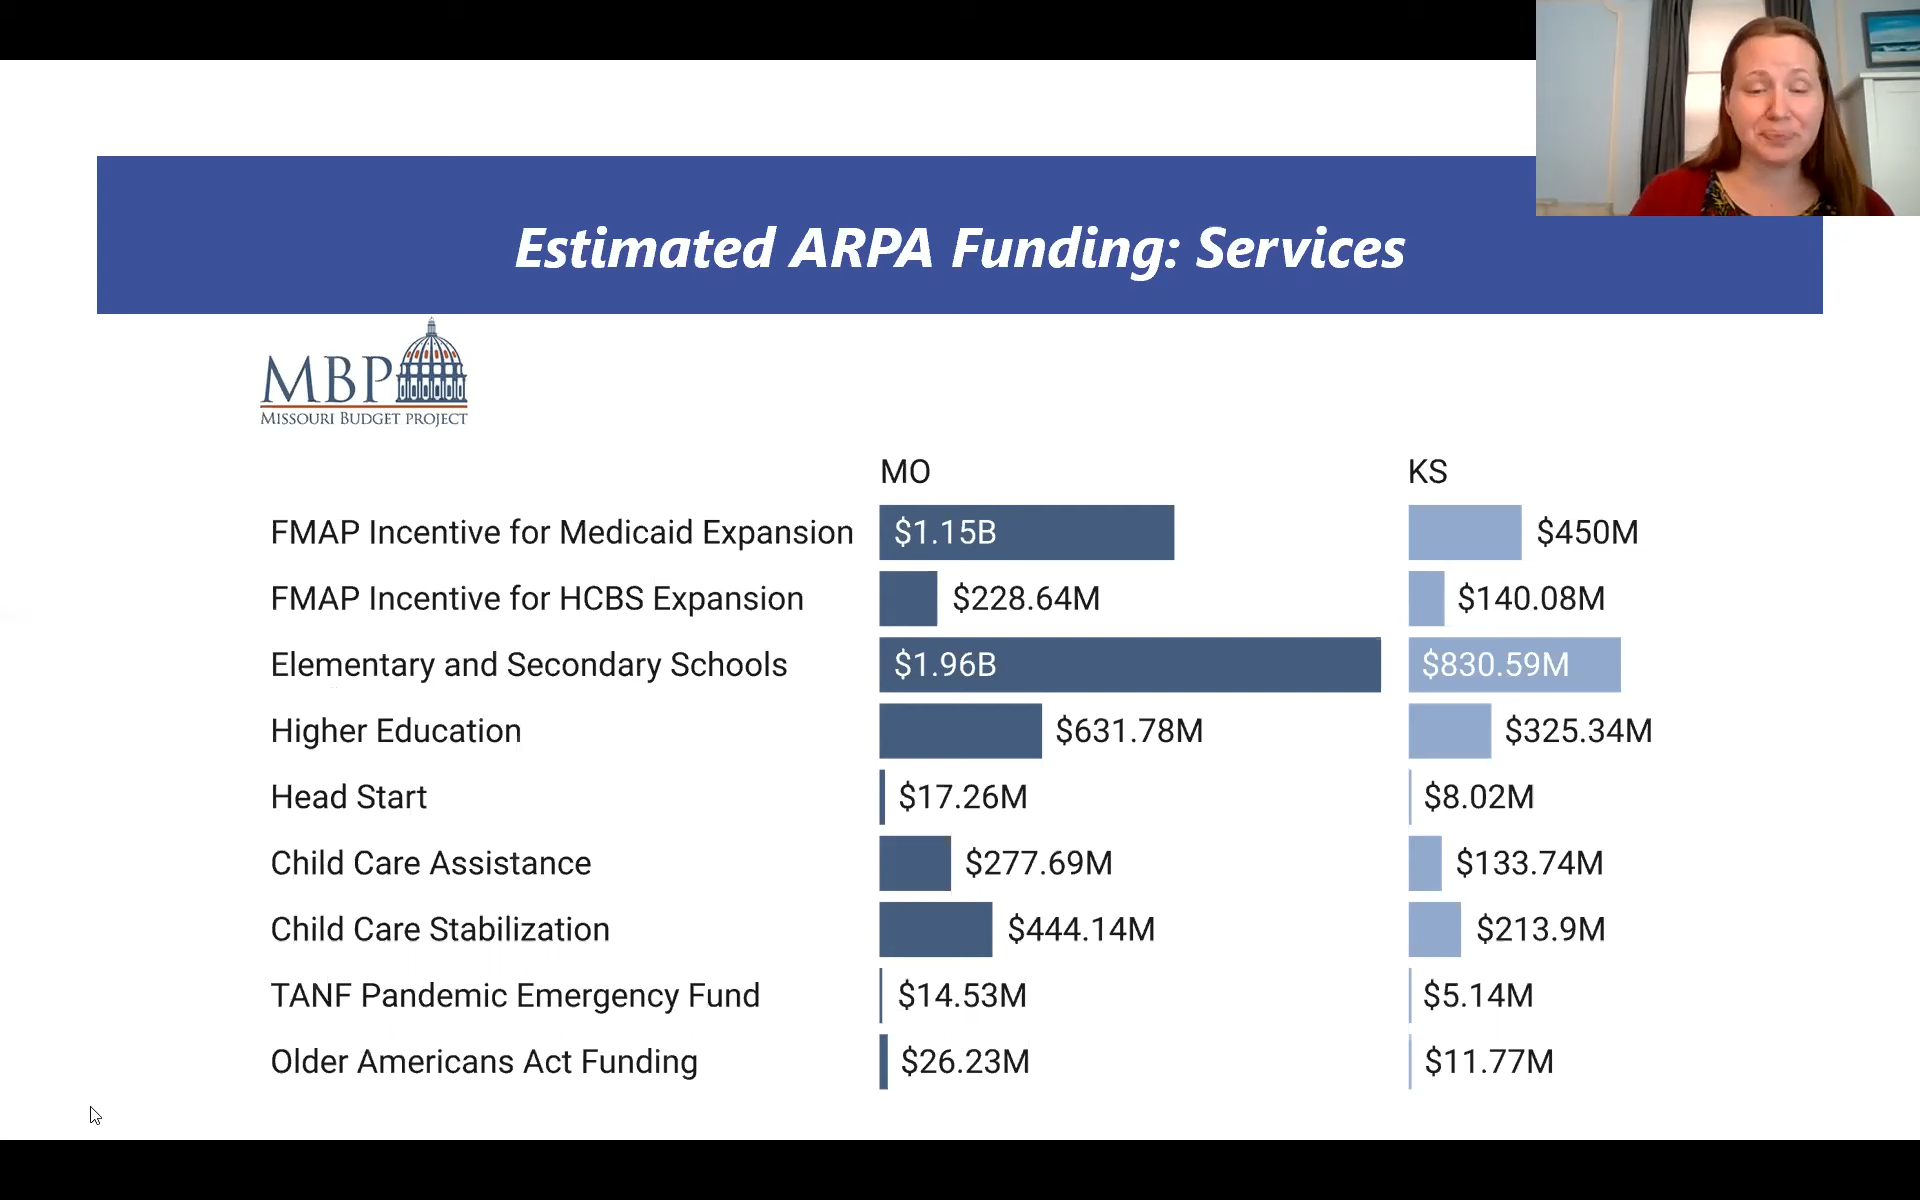 Estimated ARPA Funding: Services
MBP
MISSOURI BUDGET PROJECT
MO KS
FMAP Incentive for Medicaid Expansion $1.15B $450M
FMAP Incentive for HCBS Expansion $228.64M $140.08M
Elementary and Secondary Schools $1.96B $830.59M
Higher Education $631.78M $325.34M
Head Start $17.26M $8.02M
Child Care Assistance $277.69M $133.74M
Child Care Stabilization $444.14M $213.9M
TANF Pandemic Emergency Fund $14.53M $5.14M
Older Americans Act Funding $26.23M $11.77M